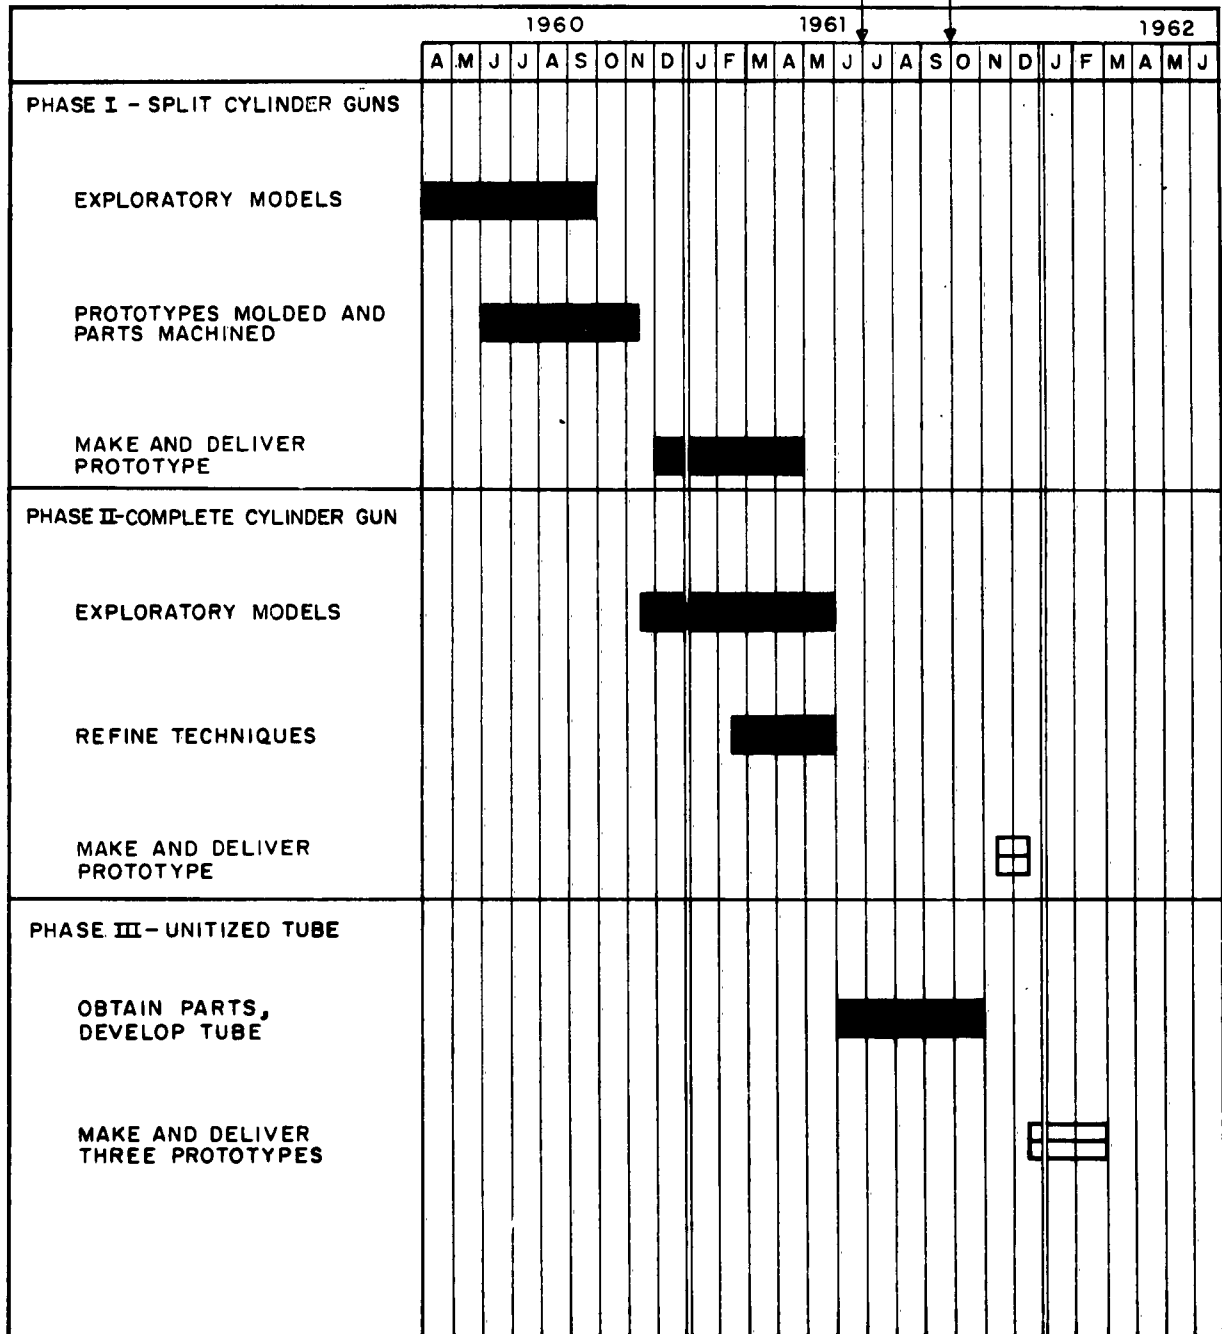 1960 1961 1962
A M J J A S O N D J F M A M J J A S O N D J F M A M J
PHASE I - SPLIT CYLINDER GUNS
EXPLORATORY MODELS
PROTOTYPES MOLDED AND
PARTS MACHINED
MAKE AND DELIVER
PROTOTYPE
PHASE II-COMPLETE CYLINDER GUN
EXPLORATORY MODELS
REFINE TECHNIQUES
MAKE AND DELIVER
PROTOTYPE
PHASE III-UNITIZED TUBE
OBTAIN PARTS,
DEVELOP TUBE
MAKE AND DELIVER
THREE PROTOTYPES